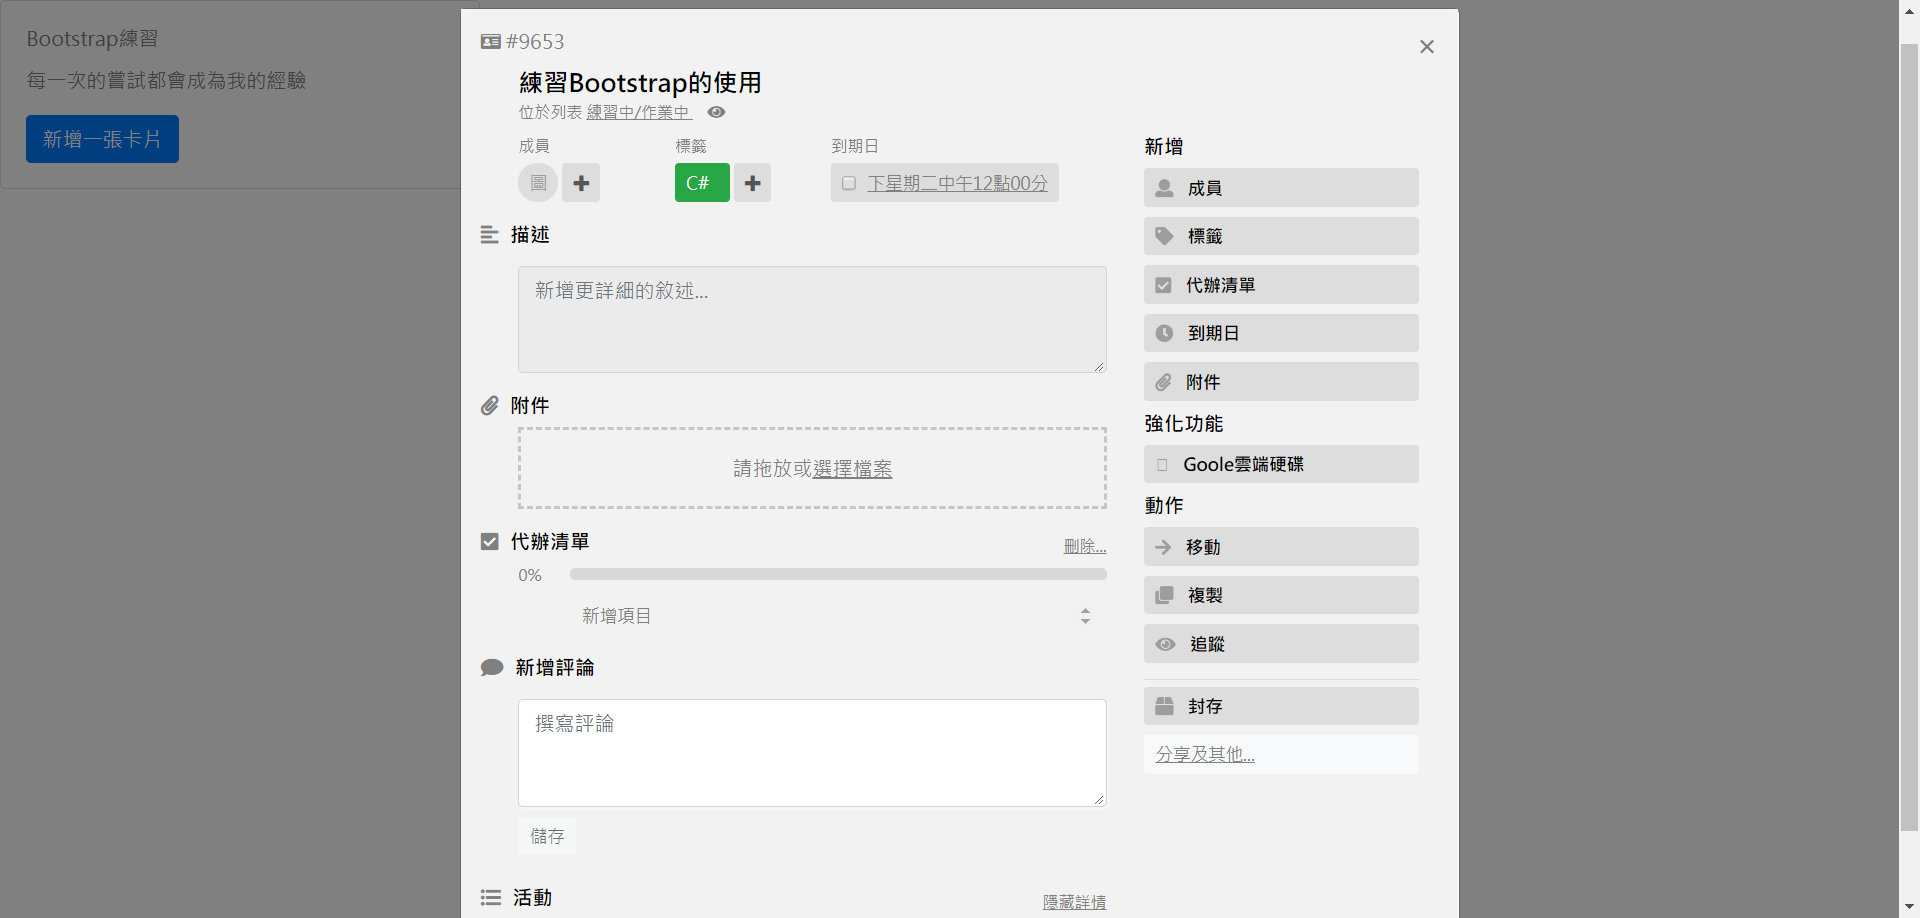 Bootstrap練習
每一次的嘗試都會成為我的經驗
新增一張卡片
#9653
練習Bootstrap的使用
位於列表 練習中/作業中
成員
標籤
到期日
圖
C#
下星期二中午12點00分
描述
新增更詳細的敘述...
附件
請拖放或選擇檔案
代辦清單
刪除...
0%
新增項目
新增評論
撰寫評論
儲存
活動
隱藏詳情
新增
成員
標籤
代辦清單
到期日
附件
強化功能
Goole雲端硬碟
動作
移動
複製
追蹤
封存
分享及其他...